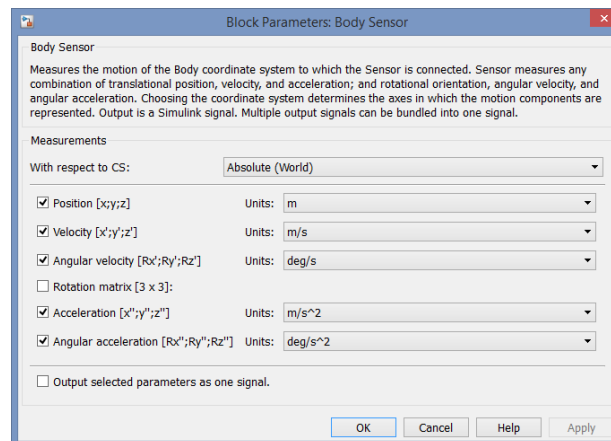 Block Parameters: Body Sensor
Body Sensor
Measures the motion of the Body coordinate system to which the Sensor is connected. Sensor measures any
combination of translational position, velocity, and acceleration; and rotational orientation, angular velocity, and
angular acceleration. Choosing the coordinate system determines the axes in which the motion components are
represented. Output is a Simulink signal. Multiple output signals can be bundled into one signal.
Measurements
With respect to CS: Absolute (World)
Position [x;y;z] Units: m
Velocity [x';y';z'] Units: m/s
Angular velocity [Rx';Ry';Rz'] Units: deg/s
Rotation matrix [3 x 3]:
Acceleration [x";y";z"] Units: m/s^2
Angular acceleration [Rx";Ry";Rz"] Units: deg/s^2
Output selected parameters as one signal.
OK Cancel Help Apply